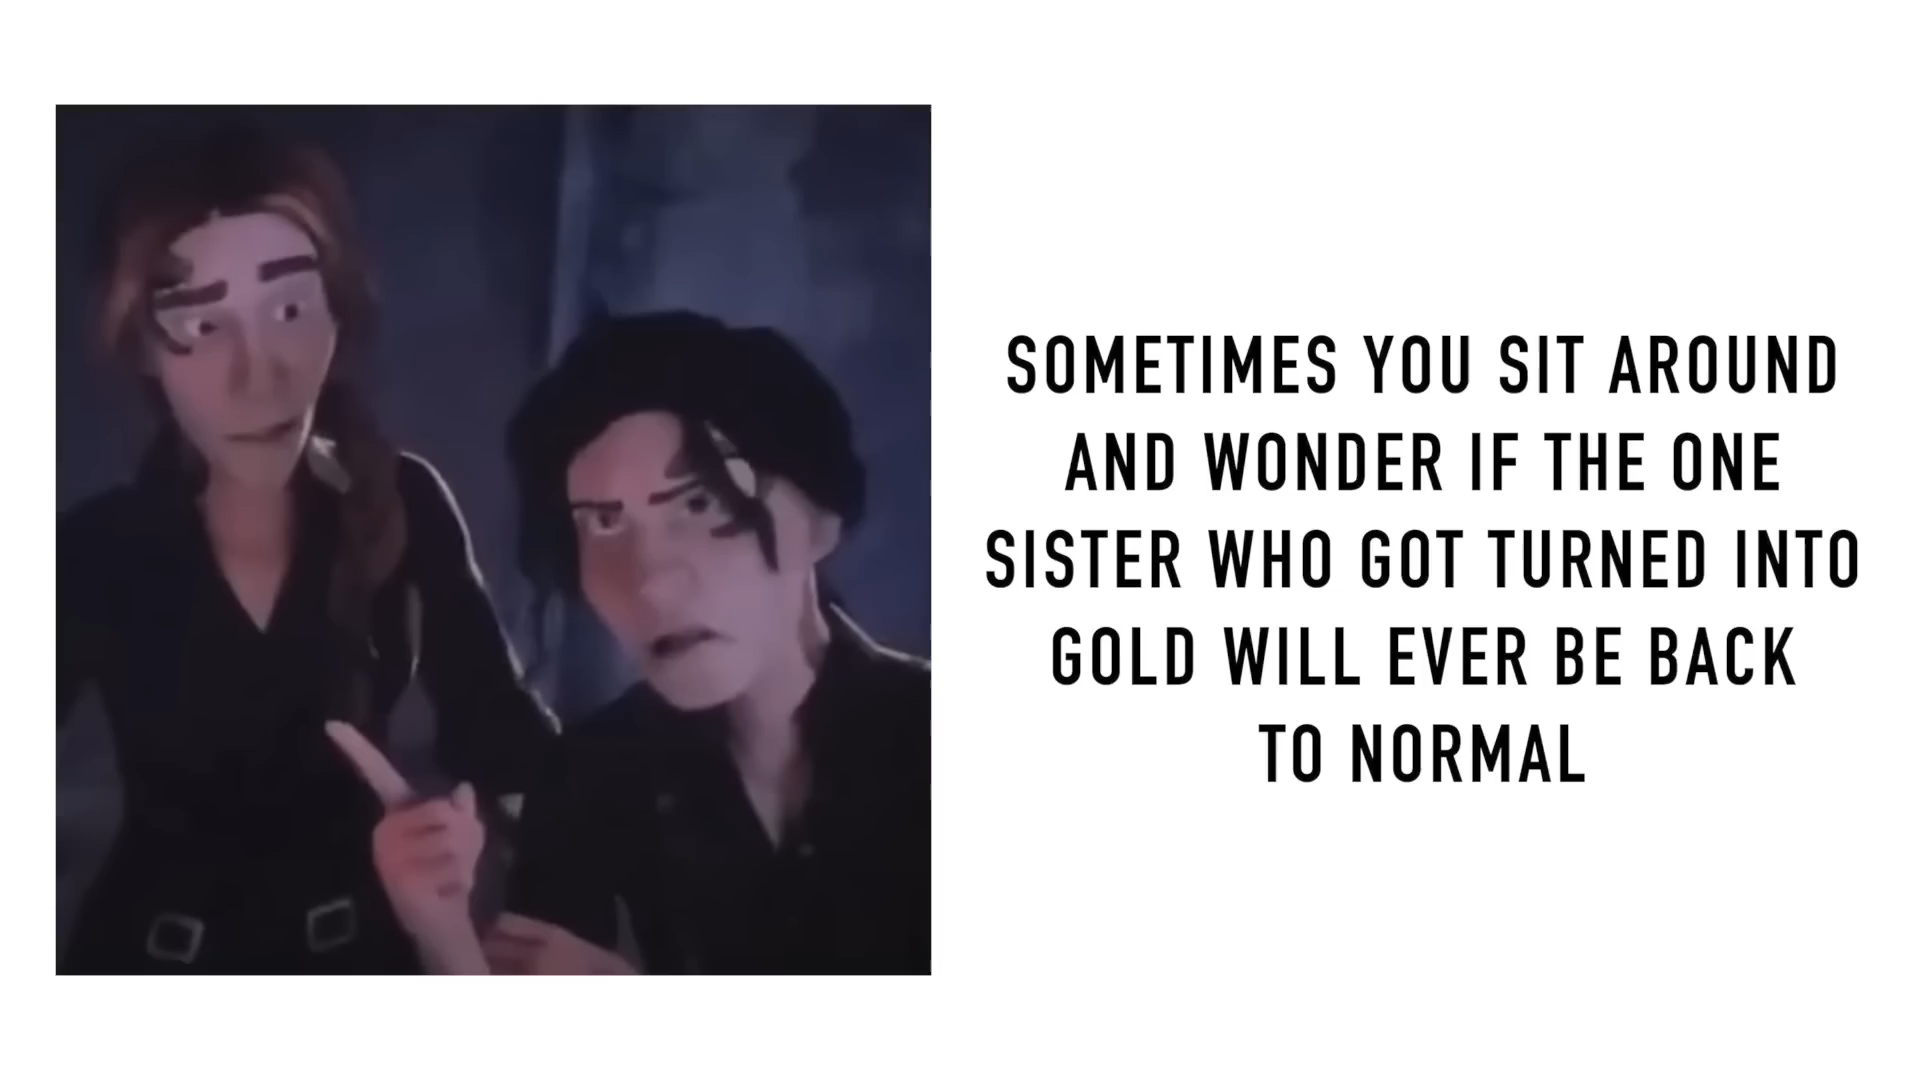 SOMETIMES YOU SIT AROUND
AND WONDER IF THE ONE
SISTER WHO GOT TURNED INTO
GOLD WILL EVER BE BACK
TO NORMAL